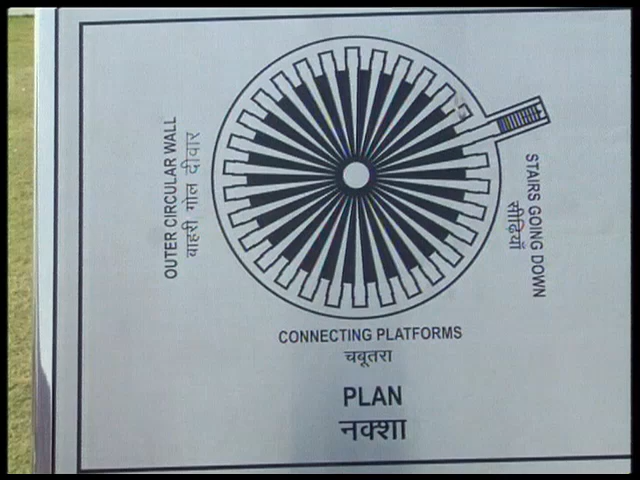 OUTER CIRCULAR WALL
बाहरी गोल दीवार
STAIRS GOING DOWN
सीढ़ियाँ
CONNECTING PLATFORMS
चबूतरा
PLAN
नक्शा